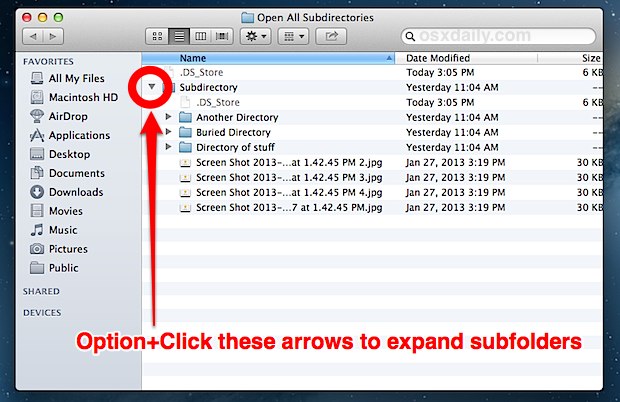 Open All Subdirectories
osxdaily.com
FAVORITES
All My Files
Macintosh HD
AirDrop
Applications
Desktop
Documents
Downloads
Movies
Music
Pictures
Public
SHARED
DEVICES
Name Date Modified Size
.DS_Store Today 3:05 PM 6 KB
Subdirectory Yesterday 11:04 AM --
.DS_Store Today 3:05 PM 6 KB
Another Directory Yesterday 11:04 AM --
Buried Directory Yesterday 11:04 AM --
Directory of stuff Yesterday 11:04 AM --
Screen Shot 2013-...at 1.42.45 PM 2.jpg Jan 27, 2013 3:19 PM 30 KB
Screen Shot 2013-...at 1.42.45 PM 3.jpg Jan 27, 2013 3:19 PM 30 KB
Screen Shot 2013-...at 1.42.45 PM 4.jpg Jan 27, 2013 3:19 PM 30 KB
Screen Shot 2013-...7 at 1.42.45 PM.jpg Jan 27, 2013 3:19 PM 30 KB
Option+Click these arrows to expand subfolders